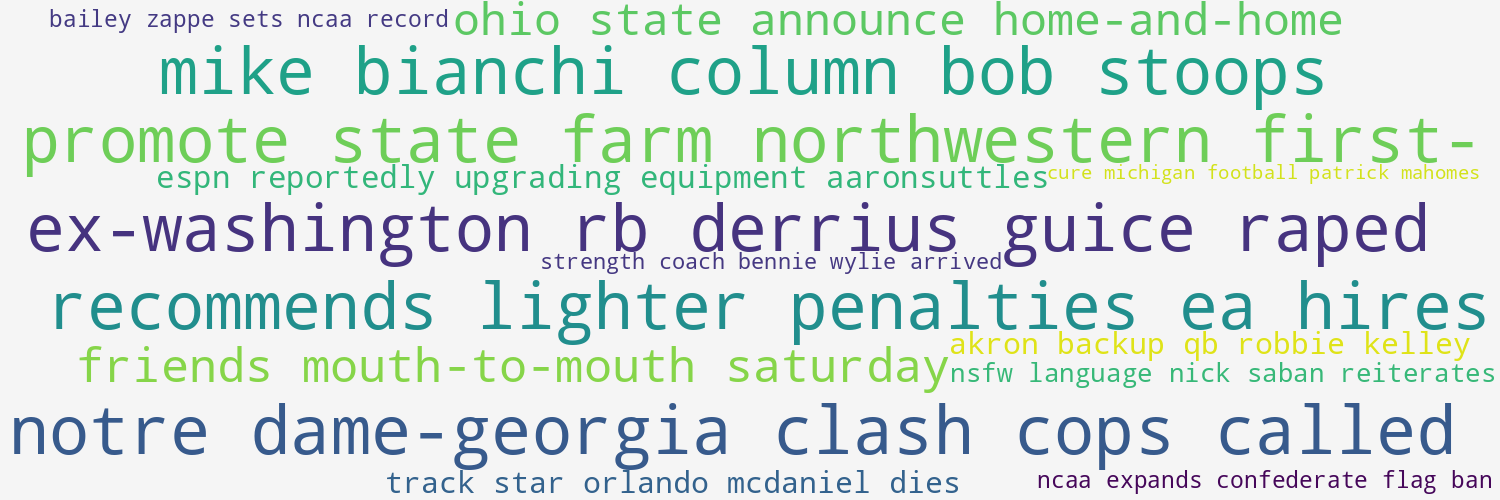 bailey zappe sets ncaa record
ohio state announce home-and-home
mike bianchi column bob stoops
promote state farm northwestern first-
espn reportedly upgrading equipment aaronsuttles
cure michigan football patrick mahomes
ex-washington rb derrius guice raped
strength coach bennie wylie arrived
recommends lighter penalties ea hires
akron backup qb robbie kelley
friends mouth-to-mouth saturday
nsfw language nick saban reiterates
notre dame-georgia clash cops called
track star orlando mcdaniel dies
ncaa expands confederate flag ban